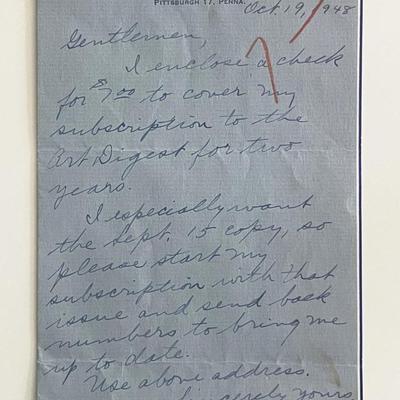 PITTSBURGH 17, PENNA.
Oct. 19, 1948
Gentlemen,
I enclose a check
for $7.00 to cover my
subscription to the
Art Digest for two
years.
I especially want
the Sept. 15 copy, so
please start my
subscription with that
issue and send back
numbers to bring me
up to date.
Use above address.
Sincerely yours